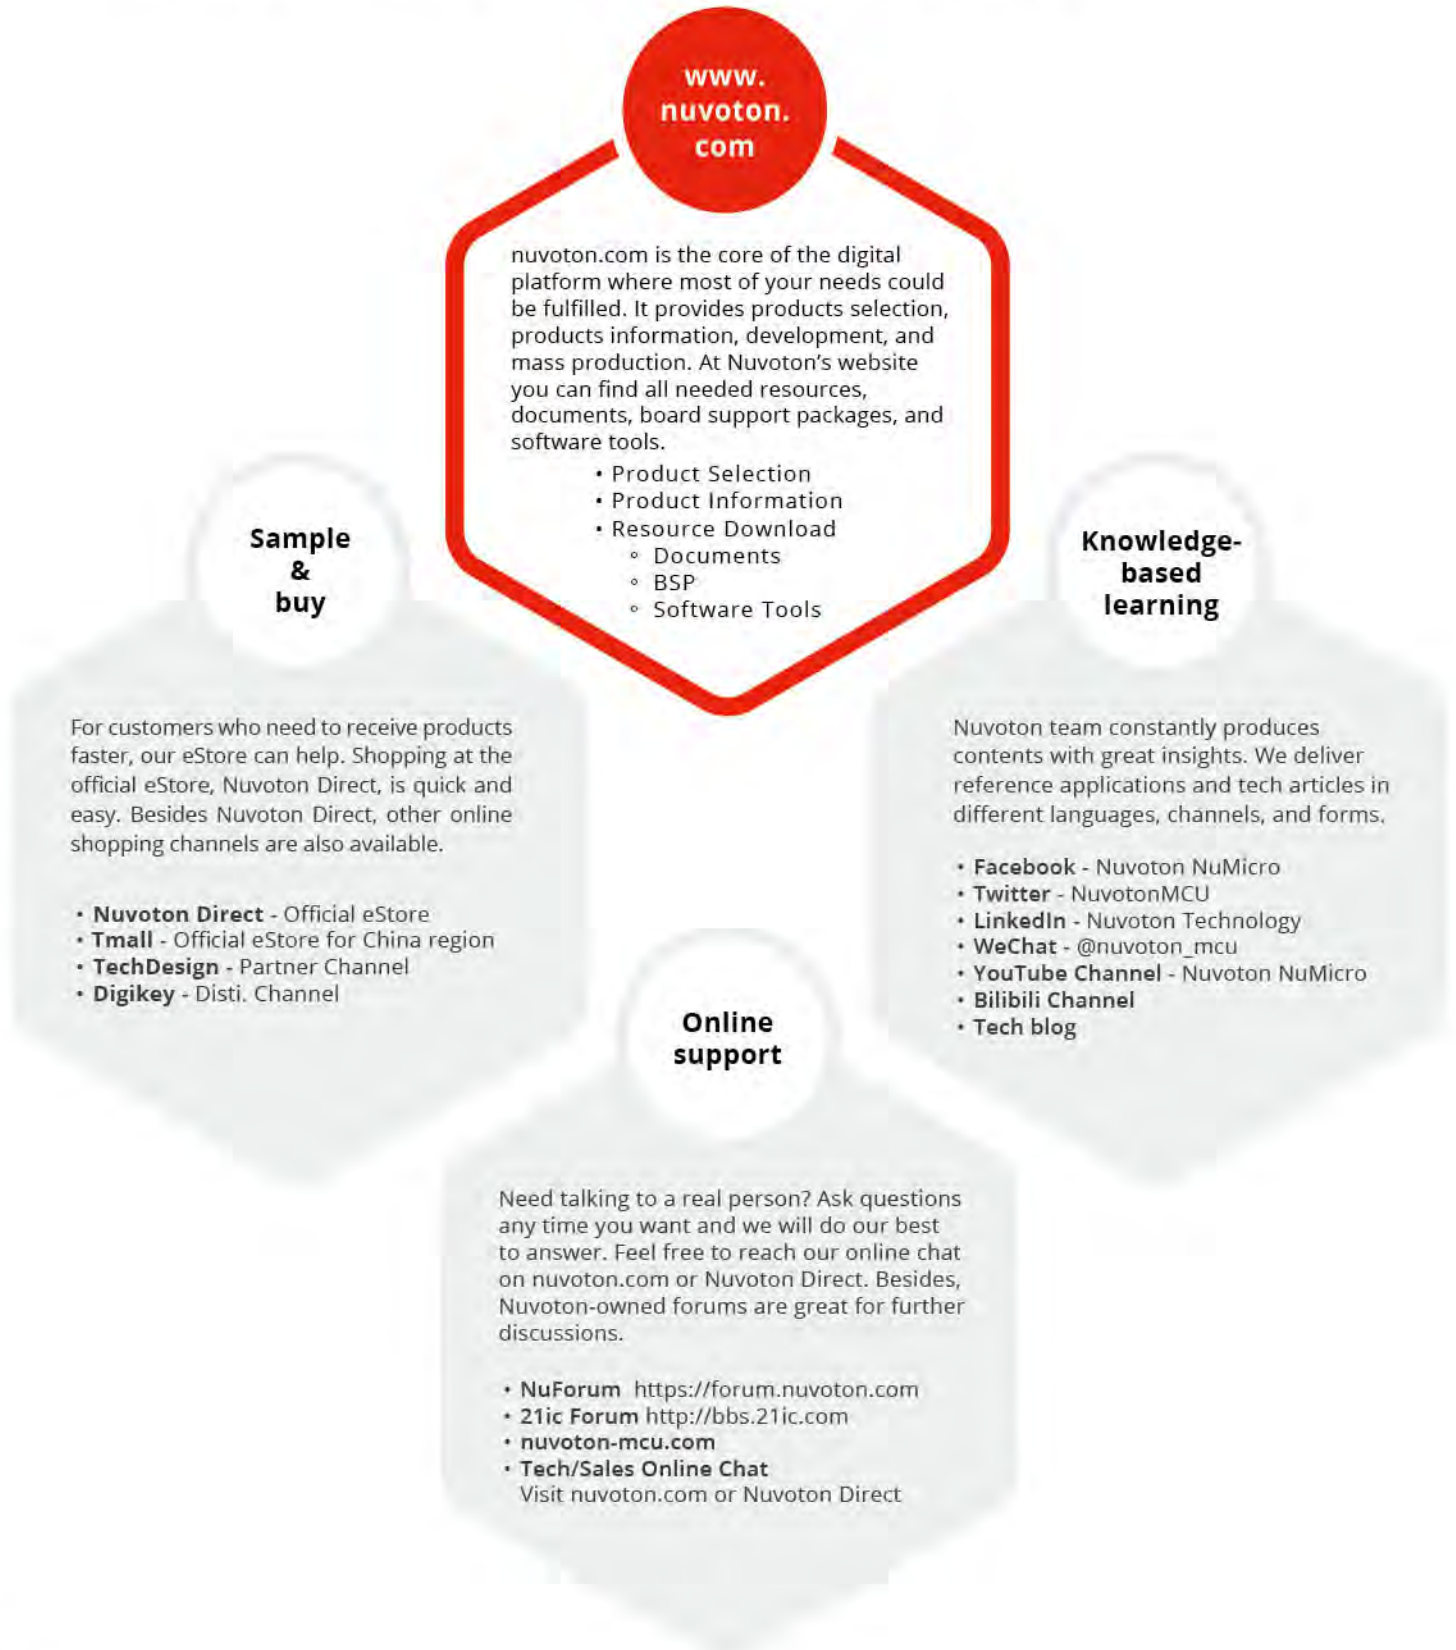 www.
nuvoton.
com
nuvoton.com is the core of the digital
platform where most of your needs could
be fulfilled. It provides products selection,
products information, development, and
mass production. At Nuvoton's website
you can find all needed resources,
documents, board support packages, and
software tools.
• Product Selection
• Product Information
• Resource Download
◦ Documents
◦ BSP
◦ Software Tools
Sample
&
buy
For customers who need to receive products
faster, our eStore can help. Shopping at the
official eStore, Nuvoton Direct, is quick and
easy. Besides Nuvoton Direct, other online
shopping channels are also available.
• Nuvoton Direct - Official eStore
• Tmall - Official eStore for China region
• TechDesign - Partner Channel
• Digikey - Disti. Channel
Knowledge-
based
learning
Nuvoton team constantly produces
contents with great insights. We deliver
reference applications and tech articles in
different languages, channels, and forms.
• Facebook - Nuvoton NuMicro
• Twitter - NuvotonMCU
• LinkedIn - Nuvoton Technology
• WeChat - @nuvoton_mcu
• YouTube Channel - Nuvoton NuMicro
• Bilibili Channel
• Tech blog
Online
support
Need talking to a real person? Ask questions
any time you want and we will do our best
to answer. Feel free to reach our online chat
on nuvoton.com or Nuvoton Direct. Besides,
Nuvoton-owned forums are great for further
discussions.
• NuForum https://forum.nuvoton.com
• 21ic Forum http://bbs.21ic.com
• nuvoton-mcu.com
• Tech/Sales Online Chat
Visit nuvoton.com or Nuvoton Direct